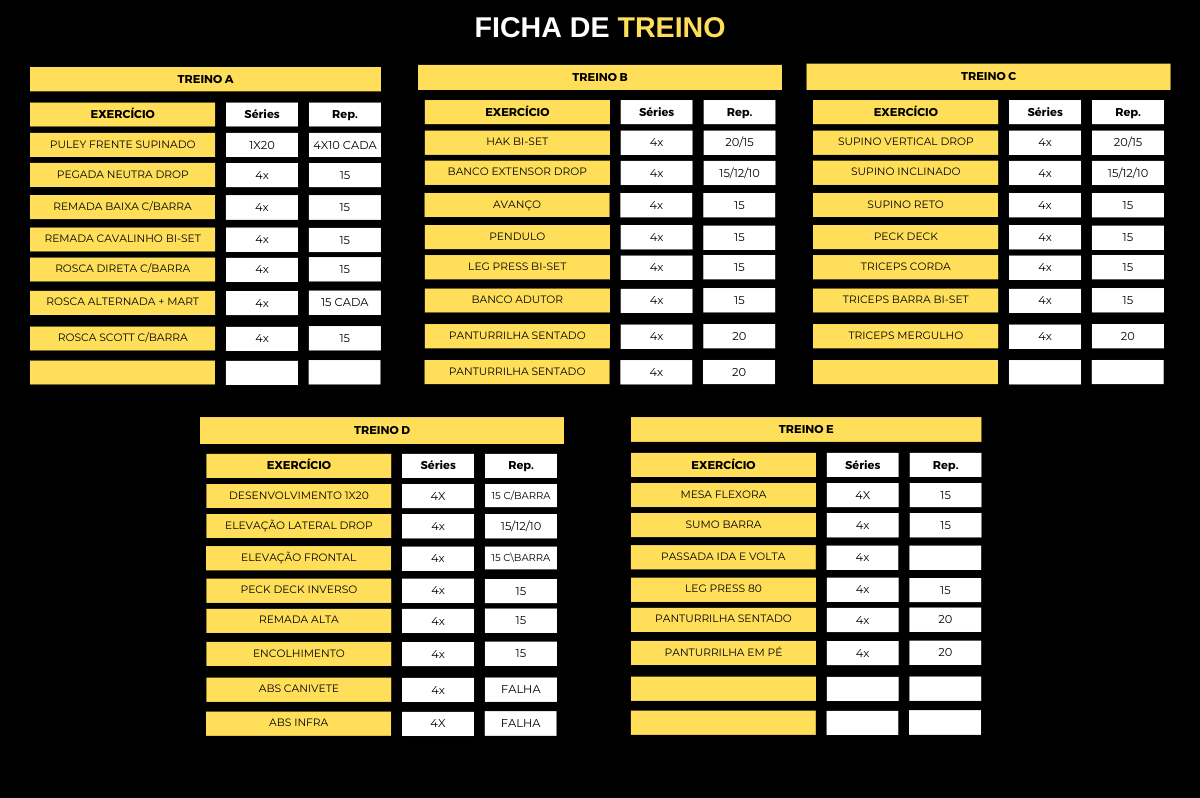 FICHA DE TREINO
TREINO A
EXERCÍCIO Séries Rep.
PULEY FRENTE SUPINADO 1X20 4X10 CADA
PEGADA NEUTRA DROP 4x 15
REMADA BAIXA C/BARRA 4x 15
REMADA CAVALINHO BI-SET 4x 15
ROSCA DIRETA C/BARRA 4x 15
ROSCA ALTERNADA + MART 4x 15 CADA
ROSCA SCOTT C/BARRA 4x 15
TREINO B
EXERCÍCIO Séries Rep.
HAK BI-SET 4x 20/15
BANCO EXTENSOR DROP 4x 15/12/10
AVANÇO 4x 15
PENDULO 4x 15
LEG PRESS BI-SET 4x 15
BANCO ADUTOR 4x 15
PANTURRILHA SENTADO 4x 20
PANTURRILHA SENTADO 4x 20
TREINO C
EXERCÍCIO Séries Rep.
SUPINO VERTICAL DROP 4x 20/15
SUPINO INCLINADO 4x 15/12/10
SUPINO RETO 4x 15
PECK DECK 4x 15
TRICEPS CORDA 4x 15
TRICEPS BARRA BI-SET 4x 15
TRICEPS MERGULHO 4x 20
TREINO D
EXERCÍCIO Séries Rep.
DESENVOLVIMENTO 1X20 4X 15 C/BARRA
ELEVAÇÃO LATERAL DROP 4x 15/12/10
ELEVAÇÃO FRONTAL 4x 15 C\BARRA
PECK DECK INVERSO 4x 15
REMADA ALTA 4x 15
ENCOLHIMENTO 4x 15
ABS CANIVETE 4x FALHA
ABS INFRA 4X FALHA
TREINO E
EXERCÍCIO Séries Rep.
MESA FLEXORA 4X 15
SUMO BARRA 4x 15
PASSADA IDA E VOLTA 4x
LEG PRESS 80 4x 15
PANTURRILHA SENTADO 4x 20
PANTURRILHA EM PÉ 4x 20